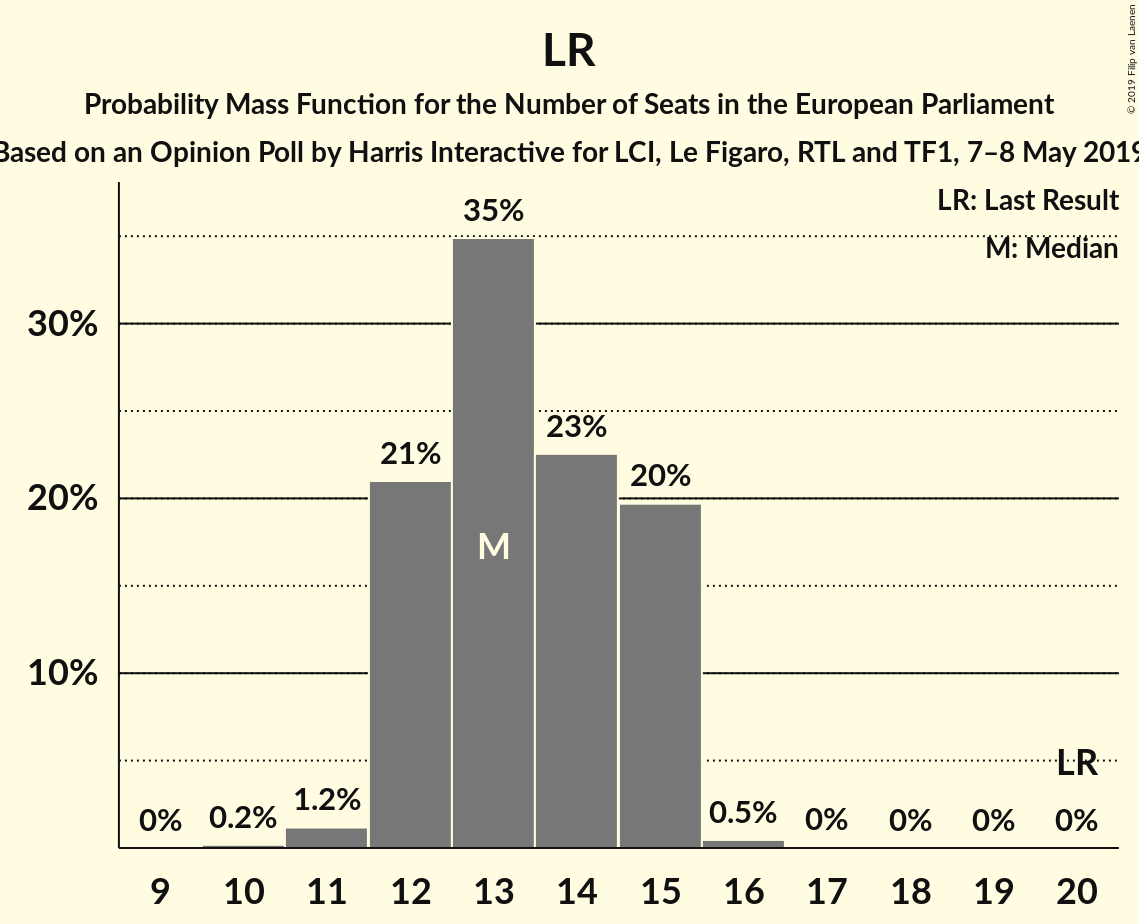 LR
Probability Mass Function for the Number of Seats in the European Parliament
Based on an Opinion Poll by Harris Interactive for LCI, Le Figaro, RTL and TF1, 7–8 May 2019
© 2019 Filip van Laenen
LR: Last Result
M: Median
35%
30%
23%
21%
20%
20%
M
10%
LR
0%
0.2%
1.2%
0.5%
0%
0%
0%
0%
9 10 11 12 13 14 15 16 17 18 19 20